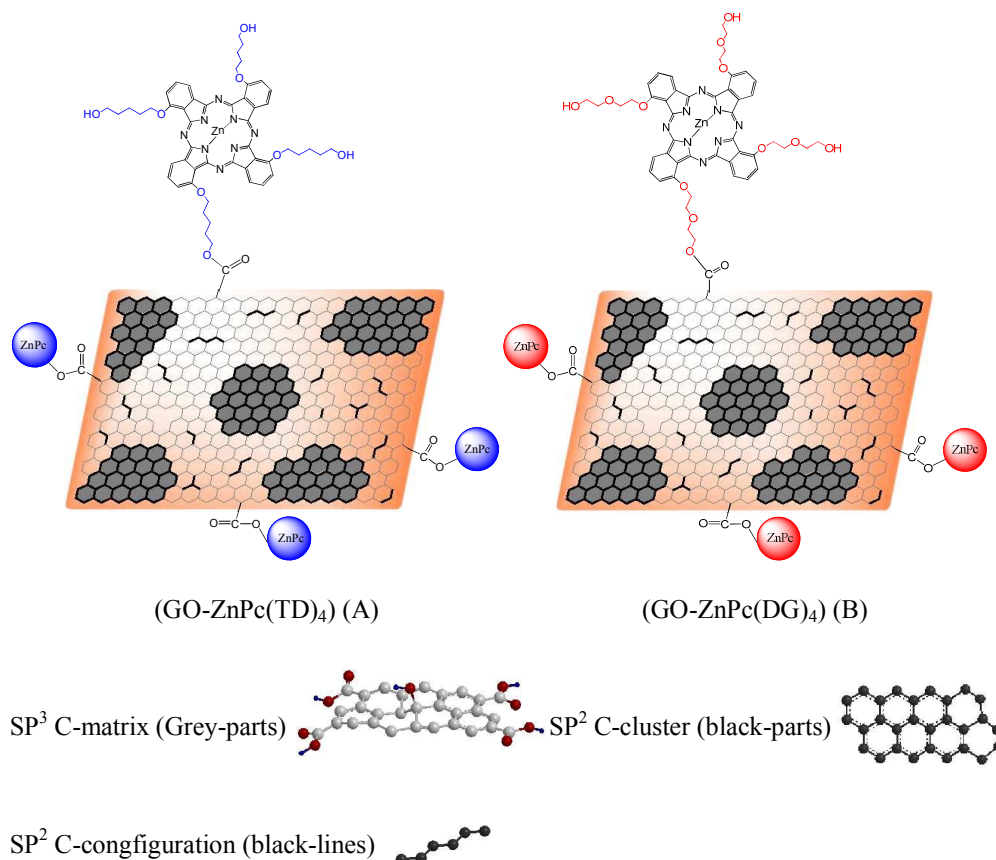 OH
O
HO
O
N
N
N
N
Zn
N
N
N
N
O
OH
O
O
C
O
ZnPc
O
C
O
O
C
O
ZnPc
O
C
O
ZnPc
OH
O
O
HO
O
O
N
N
N
N
Zn
N
N
N
N
O
O
OH
O
O
O
C
O
ZnPc
O
C
O
O
C
O
ZnPc
O
C
O
ZnPc
(GO-ZnPc(TD)4) (A)
(GO-ZnPc(DG)4) (B)
SP3 C-matrix (Grey-parts)
SP2 C-cluster (black-parts)
SP2 C-congfiguration (black-lines)